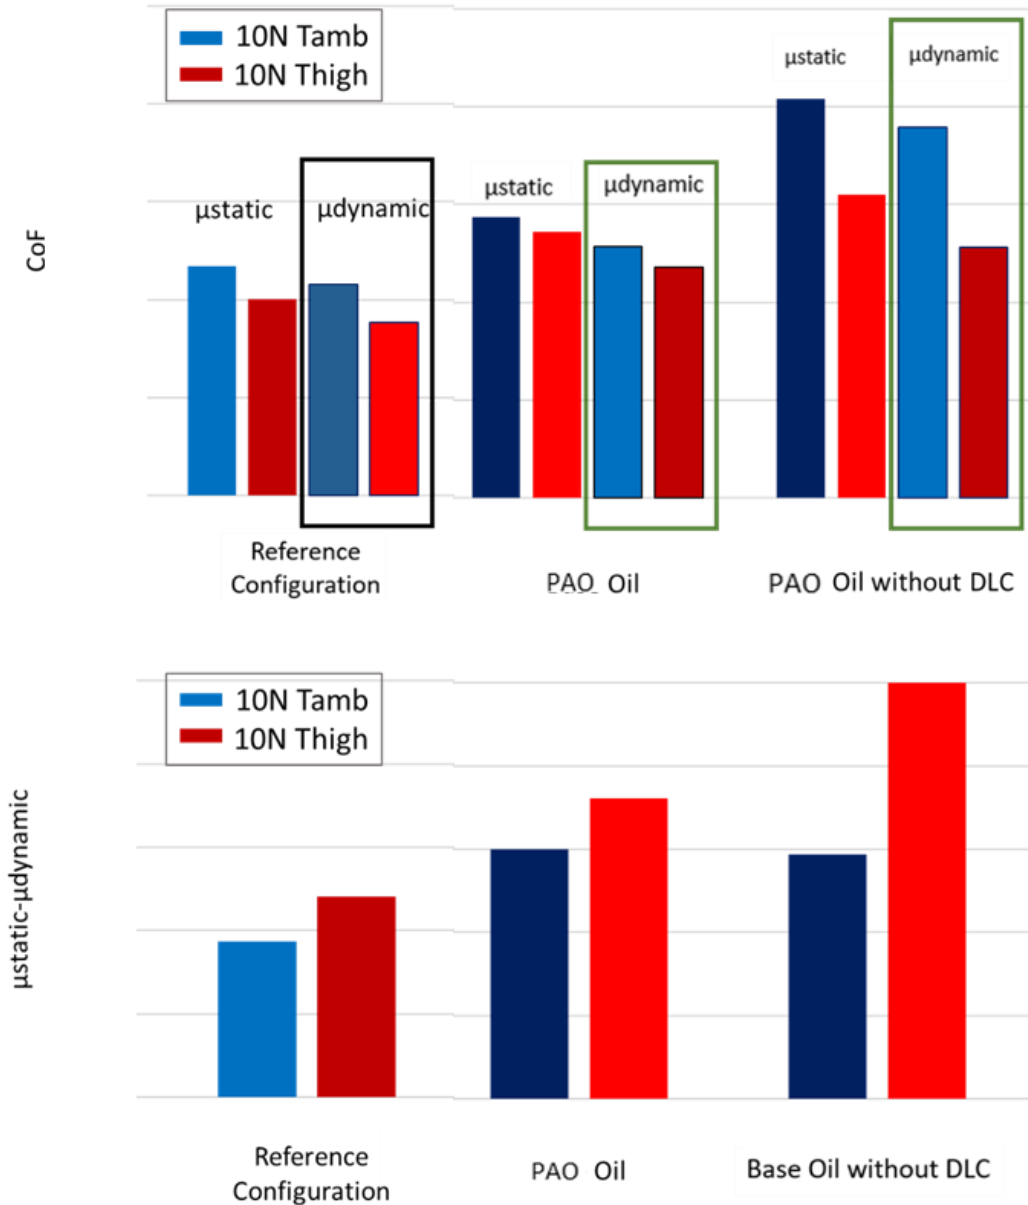 10N Tamb
10N Thigh
CoF
µstatic
µdynamic
µstatic
µdynamic
µstatic
µdynamic
Reference
Configuration
PAO Oil
PAO Oil without DLC
10N Tamb
10N Thigh
µstatic-µdynamic
Reference
Configuration
PAO Oil
Base Oil without DLC